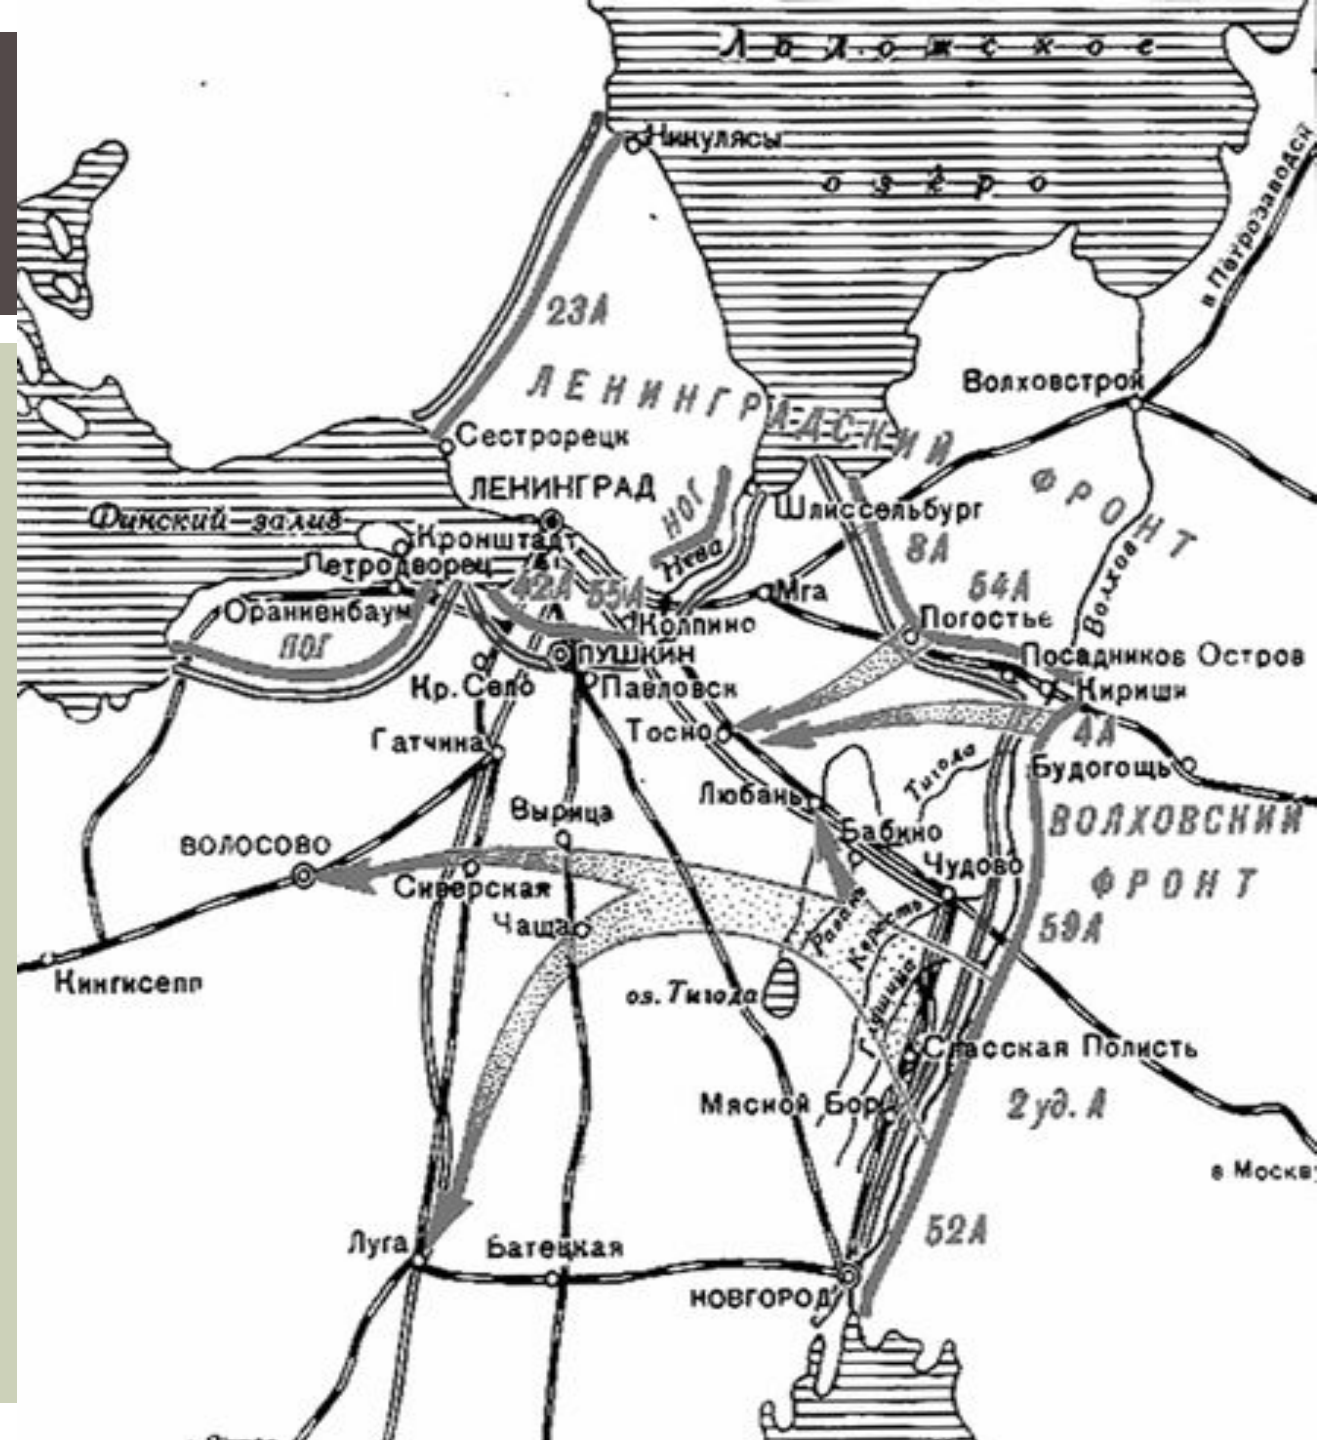 Ладожское
Никулясы
озеро
в Петрозаводск
23А
ЛЕНИНГРАДСКИЙ
ФРОНТ
Волховстрой
Сестрорецк
ЛЕНИНГРАД
НОГ
Шлиссельбург
Финский залив
Кронштадт
Нева
8А
Волхов
Петродворец
42А
55А
Мга
54А
Ораниенбаум
Колпино
Погостье
ПОГ
ПУШКИН
Посадников Остров
Кр. Село
Павловск
Кириши
Гатчина
Тосно
4А
Тигода
Будогощь
Любань
Вырица
ВОЛХОВСКИЙ
ФРОНТ
Бабино
ВОЛОСОВО
Чудово
Сиверская
Чаща
Кересть
59А
Кингисепп
оз. Тигода
Спасская Полисть
Мясной Бор
2 уд. А
в Москву
52А
Луга
Батецкая
НОВГОРОД